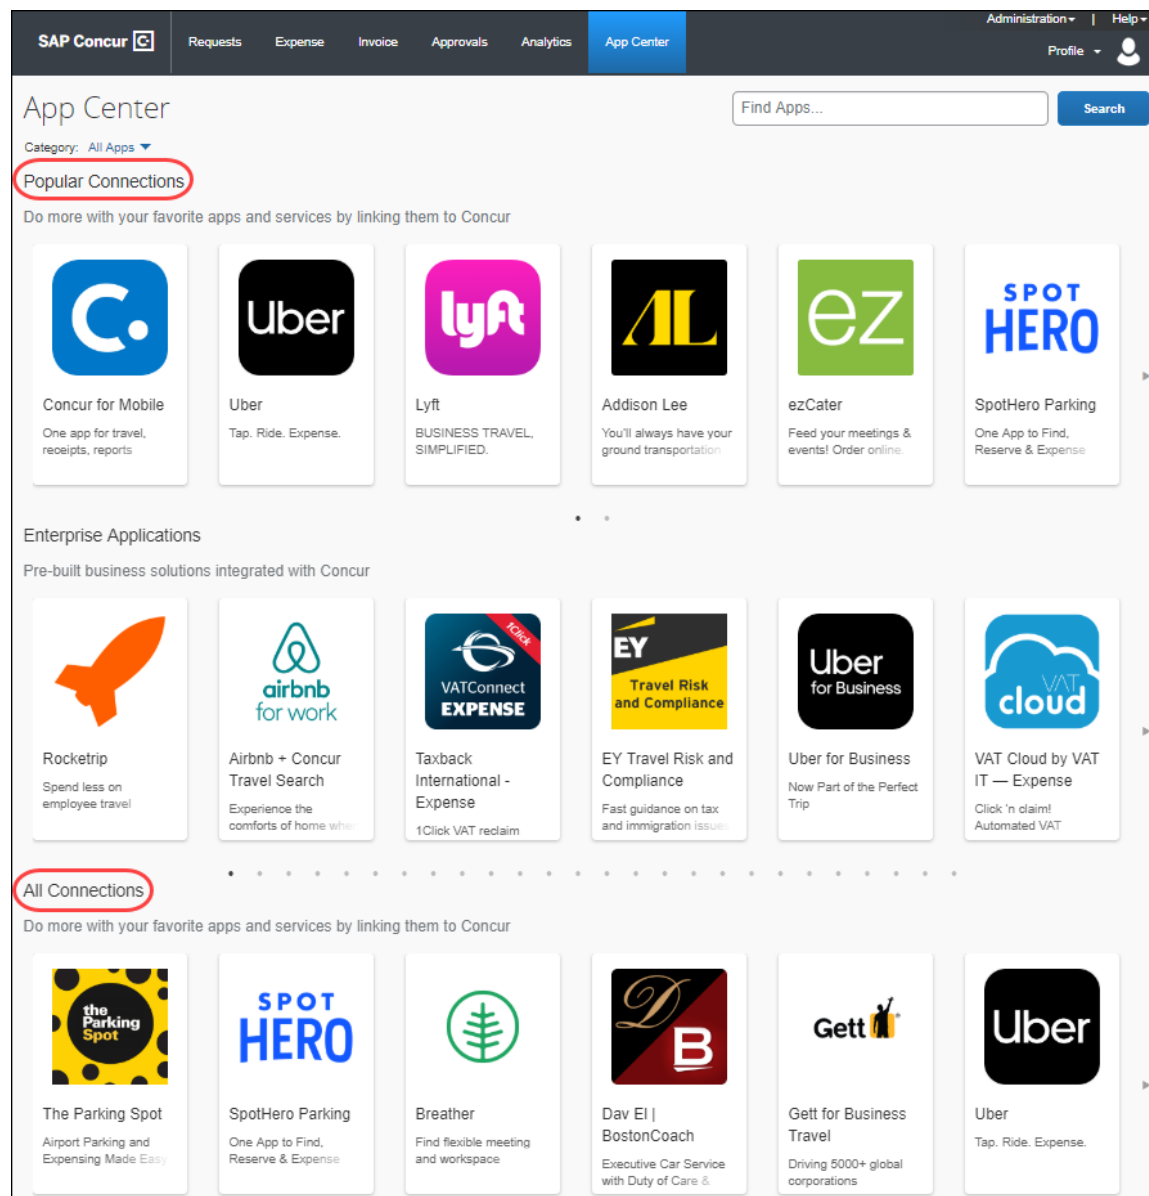 Administration | Help
SAP Concur C Requests Expense Invoice Approvals Analytics App Center
Profile
App Center
Find Apps...
Search
Category: All Apps
Popular Connections
Do more with your favorite apps and services by linking them to Concur
C.
Uber
lyft
AL
ez
SPOT
HERO
Concur for Mobile
One app for travel,
receipts, reports
Uber
Tap. Ride. Expense.
Lyft
BUSINESS TRAVEL,
SIMPLIFIED.
Addison Lee
You'll always have your
ground transportation
ezCater
Feed your meetings &
events! Order online.
SpotHero Parking
One App to Find,
Reserve & Expense
Enterprise Applications
Pre-built business solutions integrated with Concur
airbnb
for work
1Click
VATConnect
EXPENSE
EY
Travel Risk
and Compliance
Uber
for Business
VAT
cloud
Rocketrip
Spend less on
employee travel
Airbnb + Concur
Travel Search
Experience the
comforts of home when
Taxback
International -
Expense
1Click VAT reclaim
EY Travel Risk and
Compliance
Fast guidance on tax
and immigration issues
Uber for Business
Now Part of the Perfect
Trip
VAT Cloud by VAT
IT — Expense
Click 'n claim!
Automated VAT
All Connections
Do more with your favorite apps and services by linking them to Concur
the
Parking
Spot
SPOT
HERO
D
B
Gett
Uber
The Parking Spot
Airport Parking and
Expensing Made Easy
SpotHero Parking
One App to Find,
Reserve & Expense
Breather
Find flexible meeting
and workspace
Dav El |
BostonCoach
Executive Car Service
with Duty of Care &
Gett for Business
Travel
Driving 5000+ global
corporations
Uber
Tap. Ride. Expense.